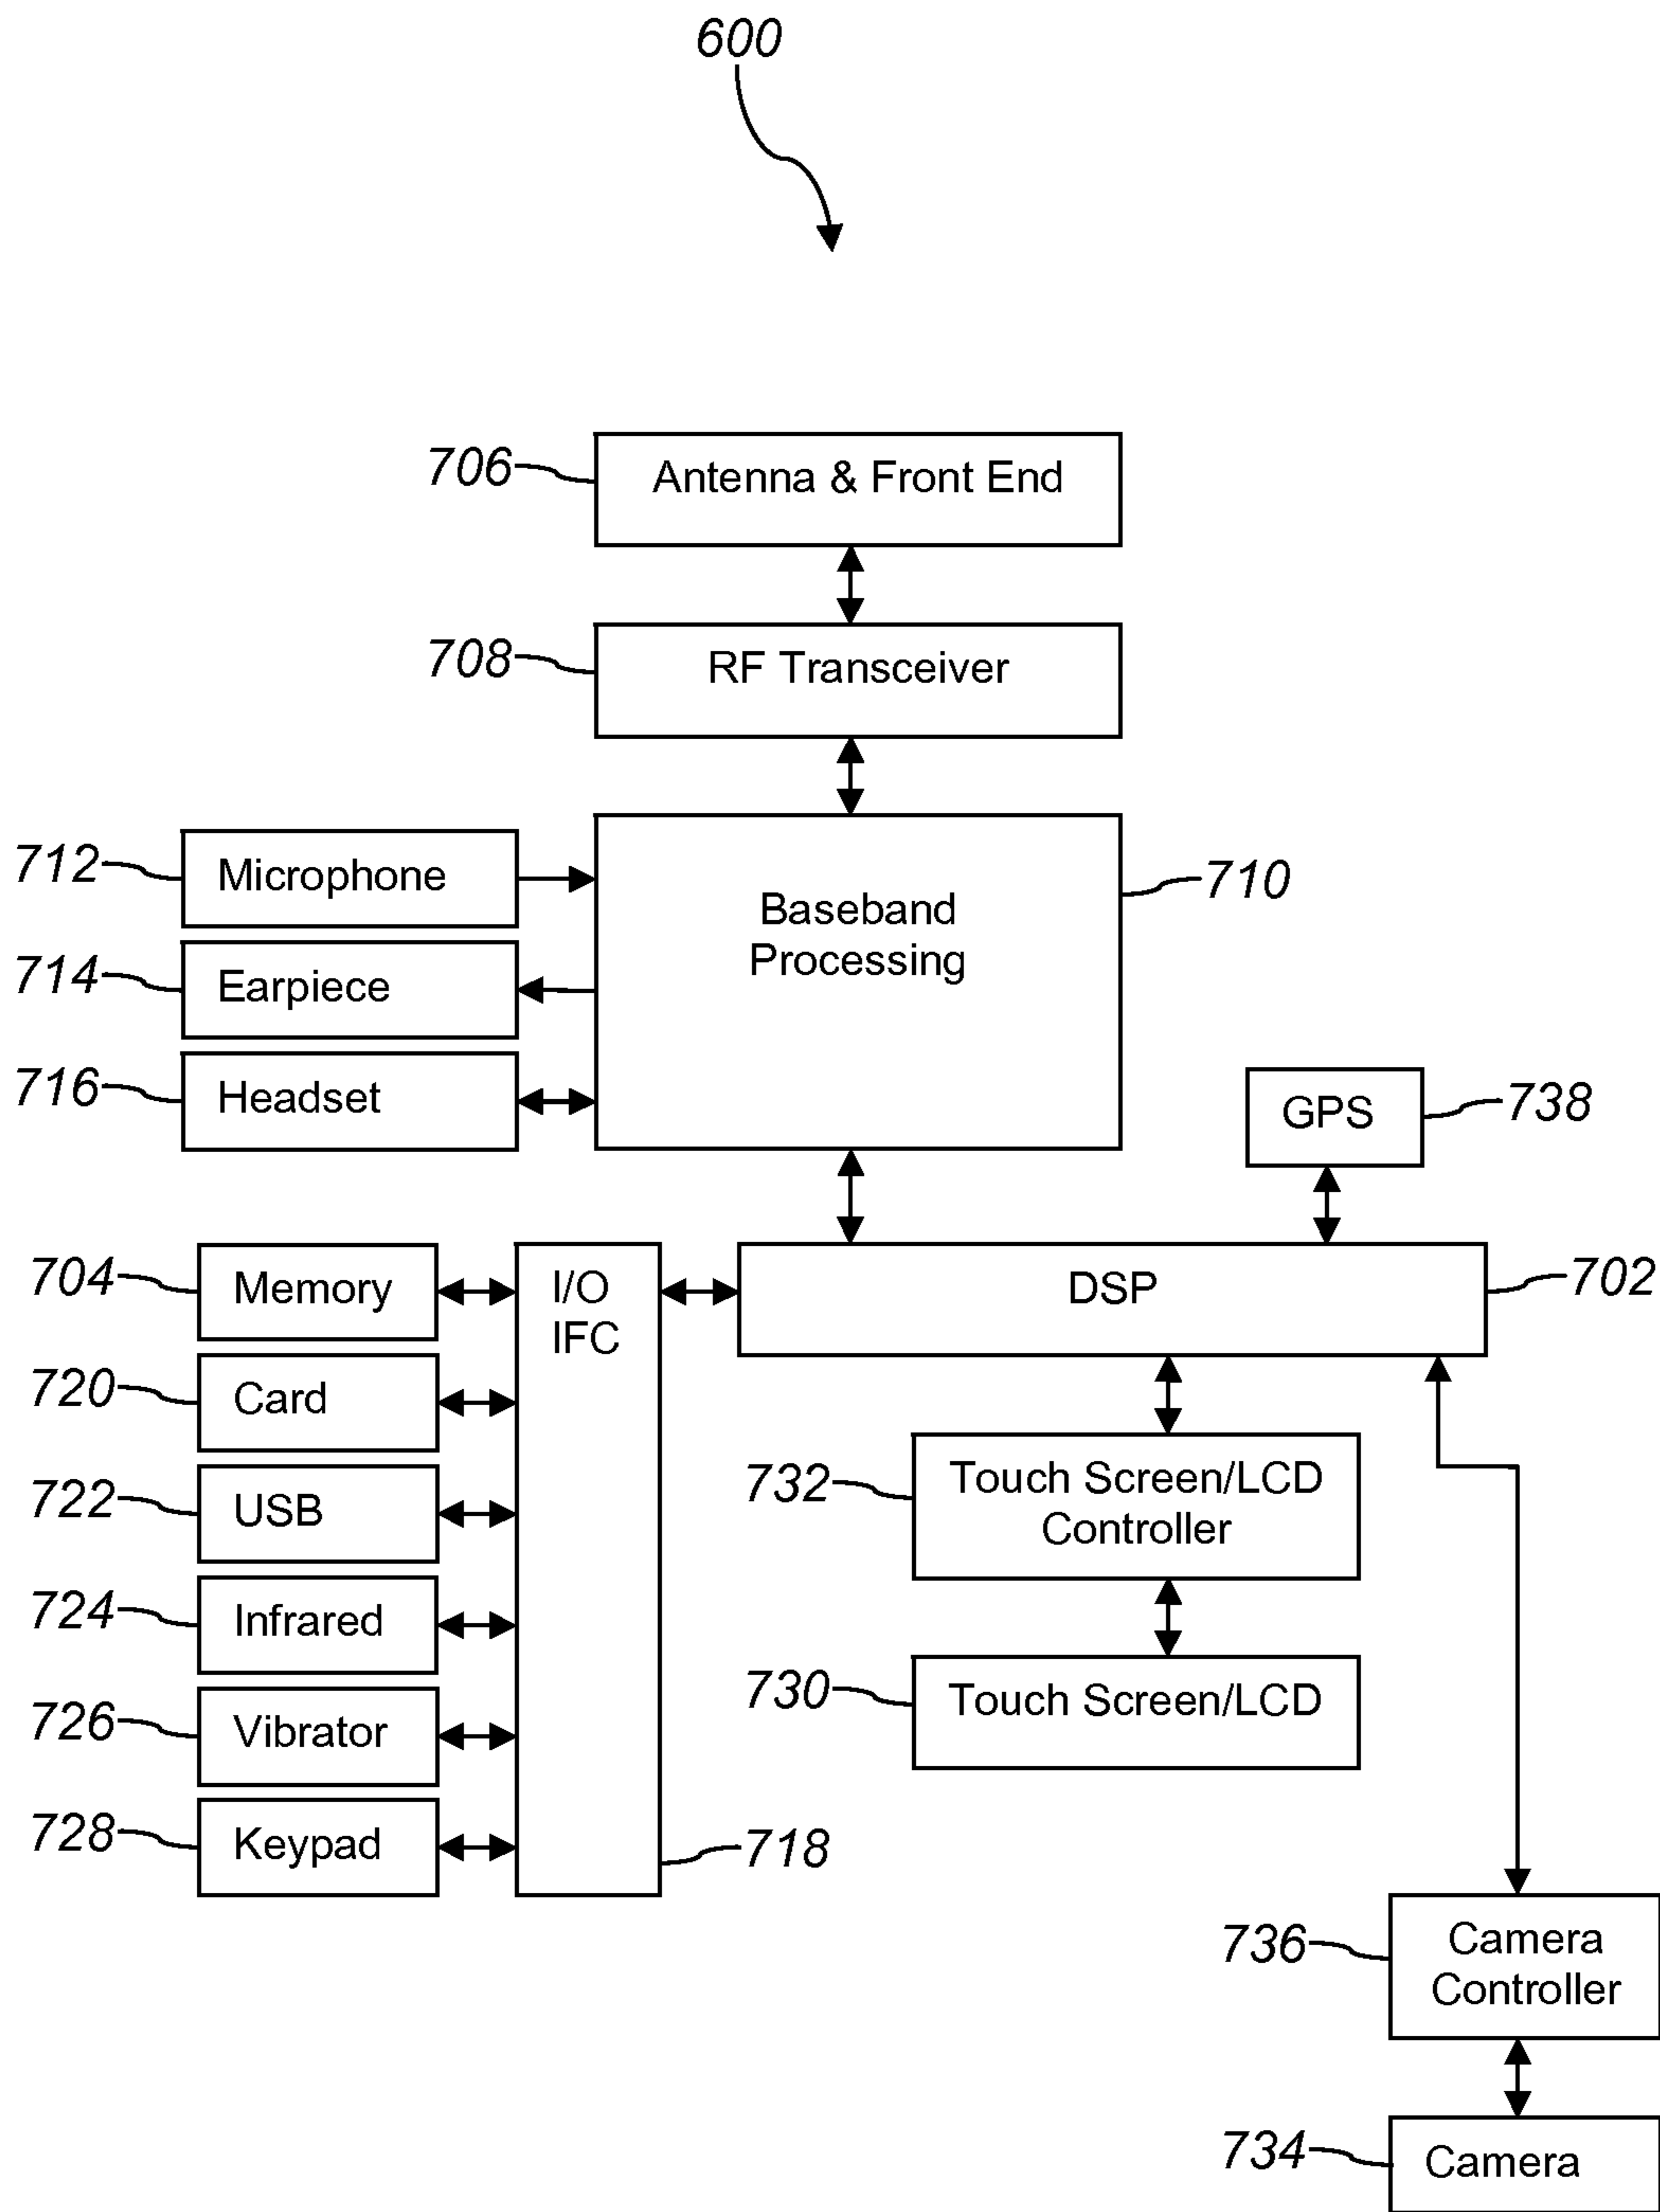 600
706
Antenna & Front End
708
RF Transceiver
712
Microphone
Baseband
Processing
710
714
Earpiece
716
Headset
GPS
738
704
Memory
I/O
IFC
DSP
702
720
Card
722
USB
732
Touch Screen/LCD
Controller
724
Infrared
726
Vibrator
730
Touch Screen/LCD
728
Keypad
718
736
Camera
Controller
734
Camera